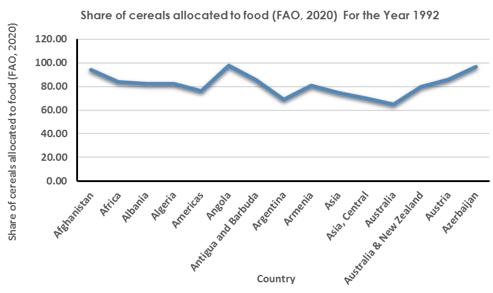 Share of cereals allocated to food (FAO, 2020)  For the Year 1992
Share of cereals allocated to food (FAO, 2020)
120.00
100.00
80.00
60.00
40.00
20.00
0.00
Afghanistan
Africa
Albania
Algeria
Americas
Angola
Antigua and Barbuda
Argentina
Armenia
Asia
Asia, Central
Australia
Australia & New Zealand
Austria
Azerbaijan
Country